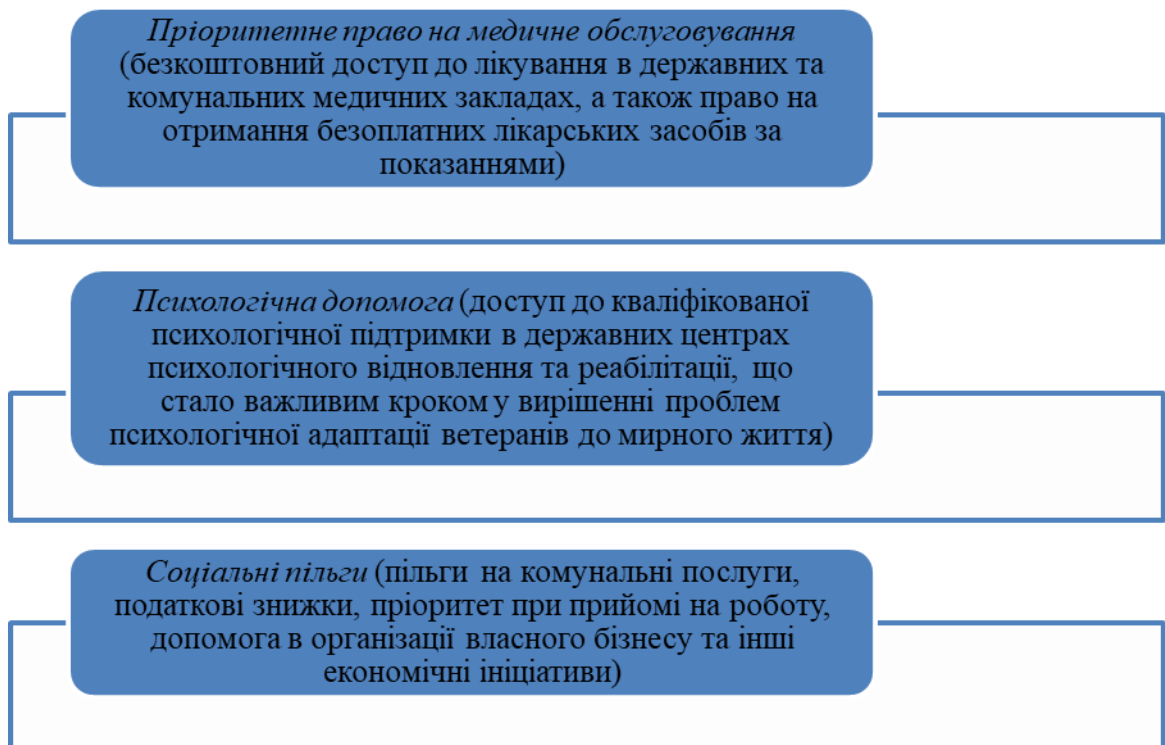 Пріоритетне право на медичне обслуговування
(безкоштовний доступ до лікування в державних та
комунальних медичних закладах, а також право на
отримання безоплатних лікарських засобів за
показаннями)
Психологічна допомога (доступ до кваліфікованої
психологічної підтримки в державних центрах
психологічного відновлення та реабілітації, що
стало важливим кроком у вирішенні проблем
психологічної адаптації ветеранів до мирного життя)
Соціальні пільги (пільги на комунальні послуги,
податкові знижки, пріоритет при прийомі на роботу,
допомога в організації власного бізнесу та інші
економічні ініціативи)